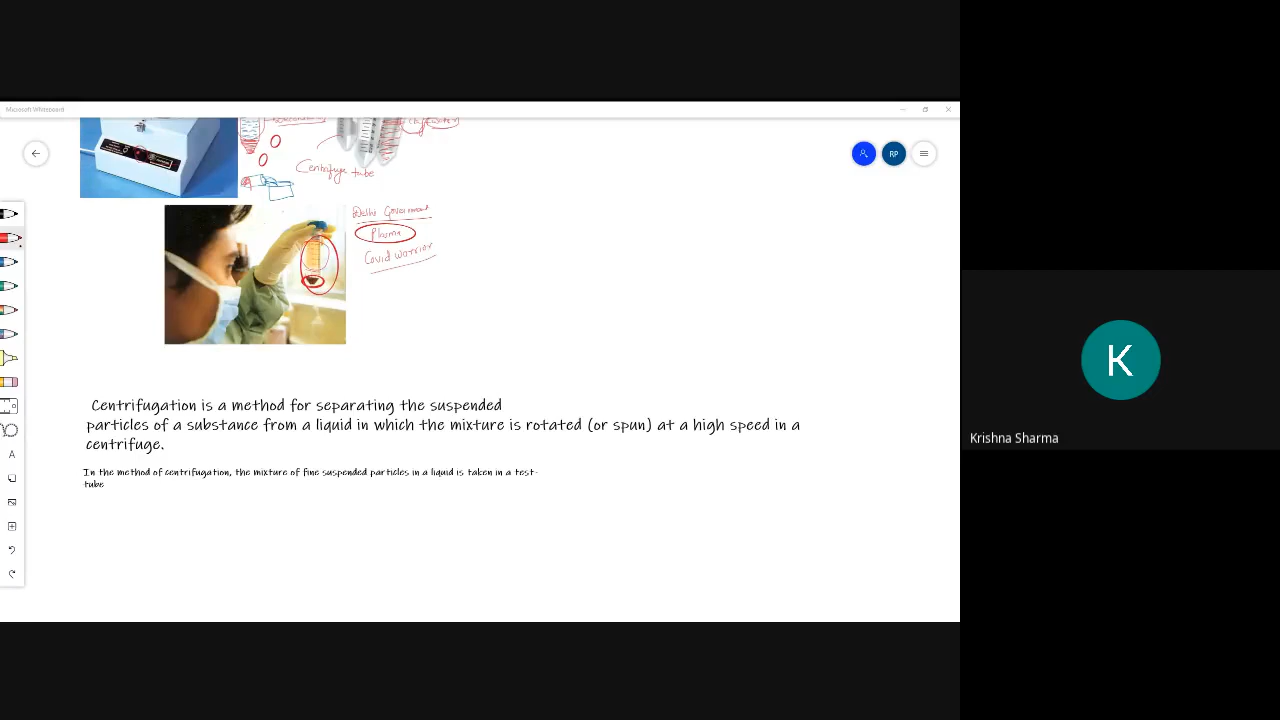 Microsoft Whiteboard
Centrifuge tube
RP
Delhi Government
Plasma
Covid worrior
Centrifugation is a method for separating the suspended
particles of a substance from a liquid in which the mixture is rotated (or spun) at a high speed in a
centrifuge.
In the method of centrifugation, the mixture of fine suspended particles in a liquid is taken in a test-
tube
A
K
Krishna Sharma